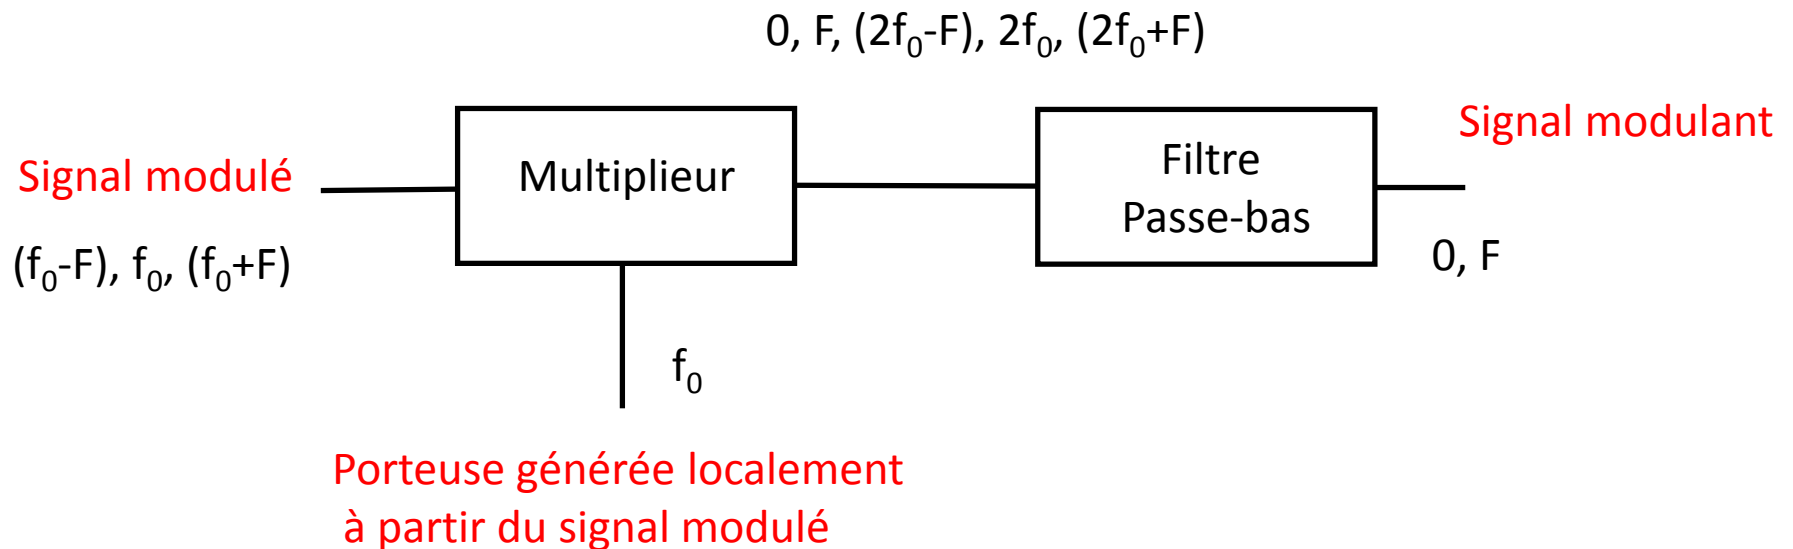 0, F, (2f₀-F), 2f₀, (2f₀+F)
Signal modulé
(f₀-F), f₀, (f₀+F)
Multiplieur
f₀
Porteuse générée localement
à partir du signal modulé
Filtre
Passe-bas
Signal modulant
0, F